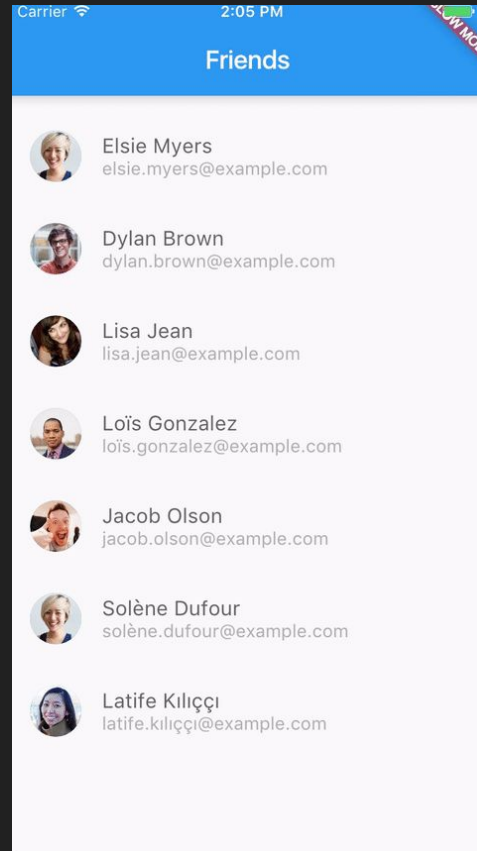 Carrier 2:05 PM
SLOW MO
Friends
Elsie Myers
elsie.myers@example.com
Dylan Brown
dylan.brown@example.com
Lisa Jean
lisa.jean@example.com
Loïs Gonzalez
loïs.gonzalez@example.com
Jacob Olson
jacob.olson@example.com
Solène Dufour
solène.dufour@example.com
Latife Kılıççı
latife.kılıççı@example.com